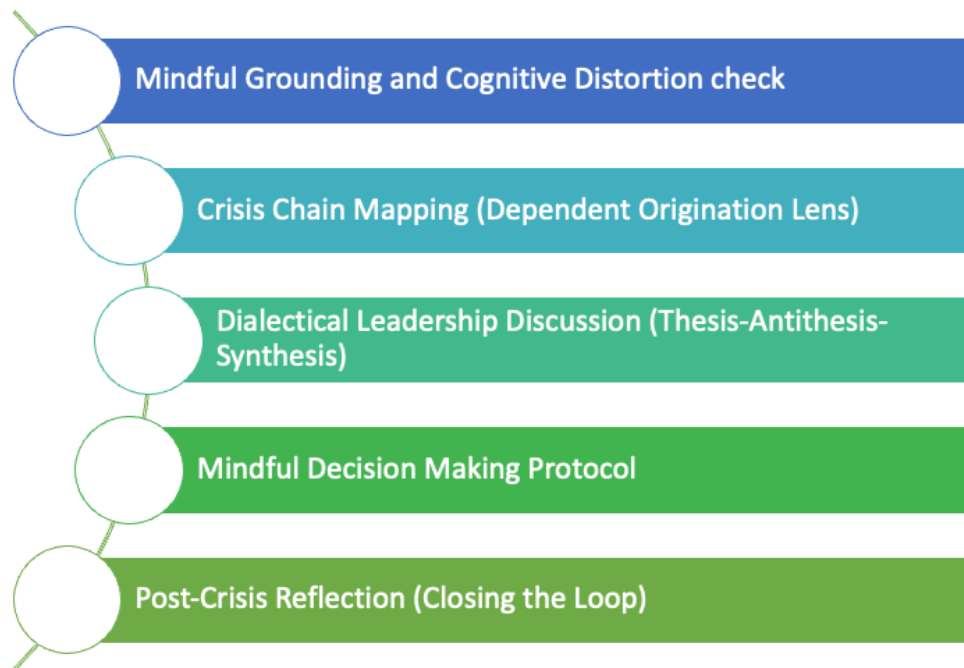 Mindful Grounding and Cognitive Distortion check
Crisis Chain Mapping (Dependent Origination Lens)
Dialectical Leadership Discussion (Thesis-Antithesis-
Synthesis)
Mindful Decision Making Protocol
Post-Crisis Reflection (Closing the Loop)